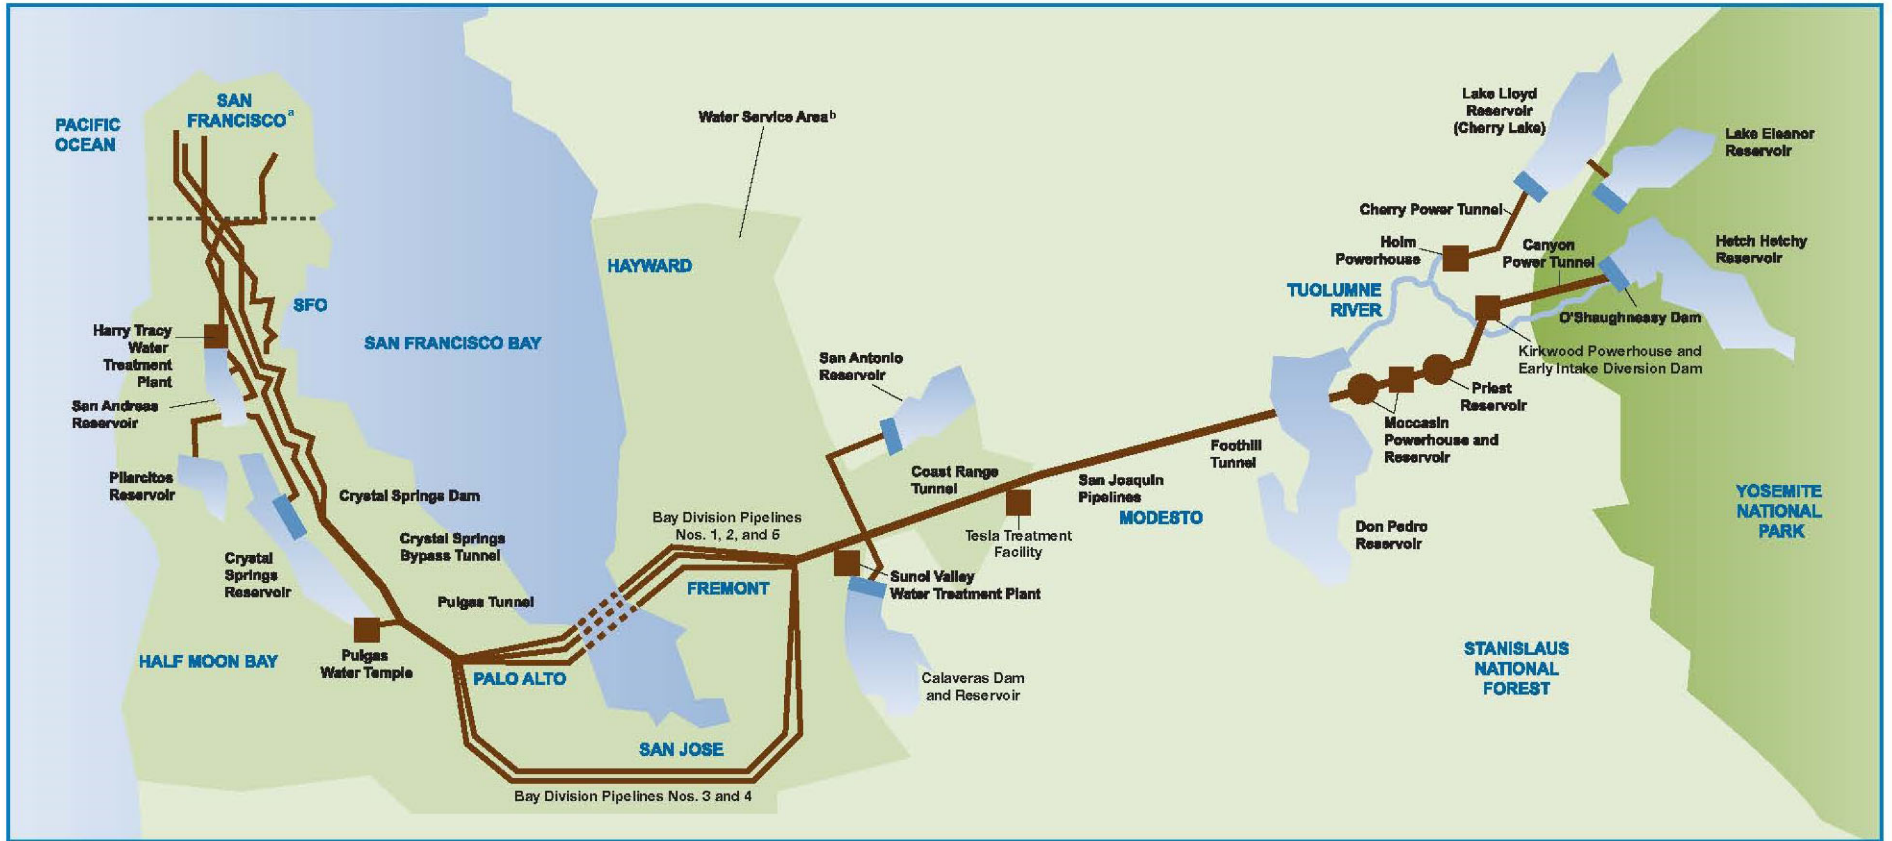 SAN
FRANCISCO a
PACIFIC
OCEAN
Water Service Area b
Lake Lloyd
Reservoir
(Cherry Lake)
Lake Eleanor
Reservoir
Cherry Power Tunnel
Holm
Powerhouse
Canyon
Power Tunnel
Hetch Hetchy
Reservoir
HAYWARD
TUOLUMNE
RIVER
SFO
O'Shaughnessy Dam
Harry Tracy
Water
Treatment
Plant
SAN FRANCISCO BAY
San Antonio
Reservoir
Kirkwood Powerhouse and
Early Intake Diversion Dam
Priest
Reservoir
San Andreas
Reservoir
Moccasin
Powerhouse and
Reservoir
Foothill
Tunnel
Pilarcitos
Reservoir
Crystal Springs Dam
Coast Range
Tunnel
San Joaquin
Pipelines
MODESTO
YOSEMITE
NATIONAL
PARK
Bay Division Pipelines
Nos. 1, 2, and 5
Crystal Springs
Bypass Tunnel
Tesla Treatment
Facility
Don Pedro
Reservoir
Crystal
Springs
Reservoir
FREMONT
Sunol Valley
Water Treatment Plant
Pulgas Tunnel
HALF MOON BAY
Pulgas
Water Temple
PALO ALTO
Calaveras Dam
and Reservoir
STANISLAUS
NATIONAL
FOREST
SAN JOSE
Bay Division Pipelines Nos. 3 and 4